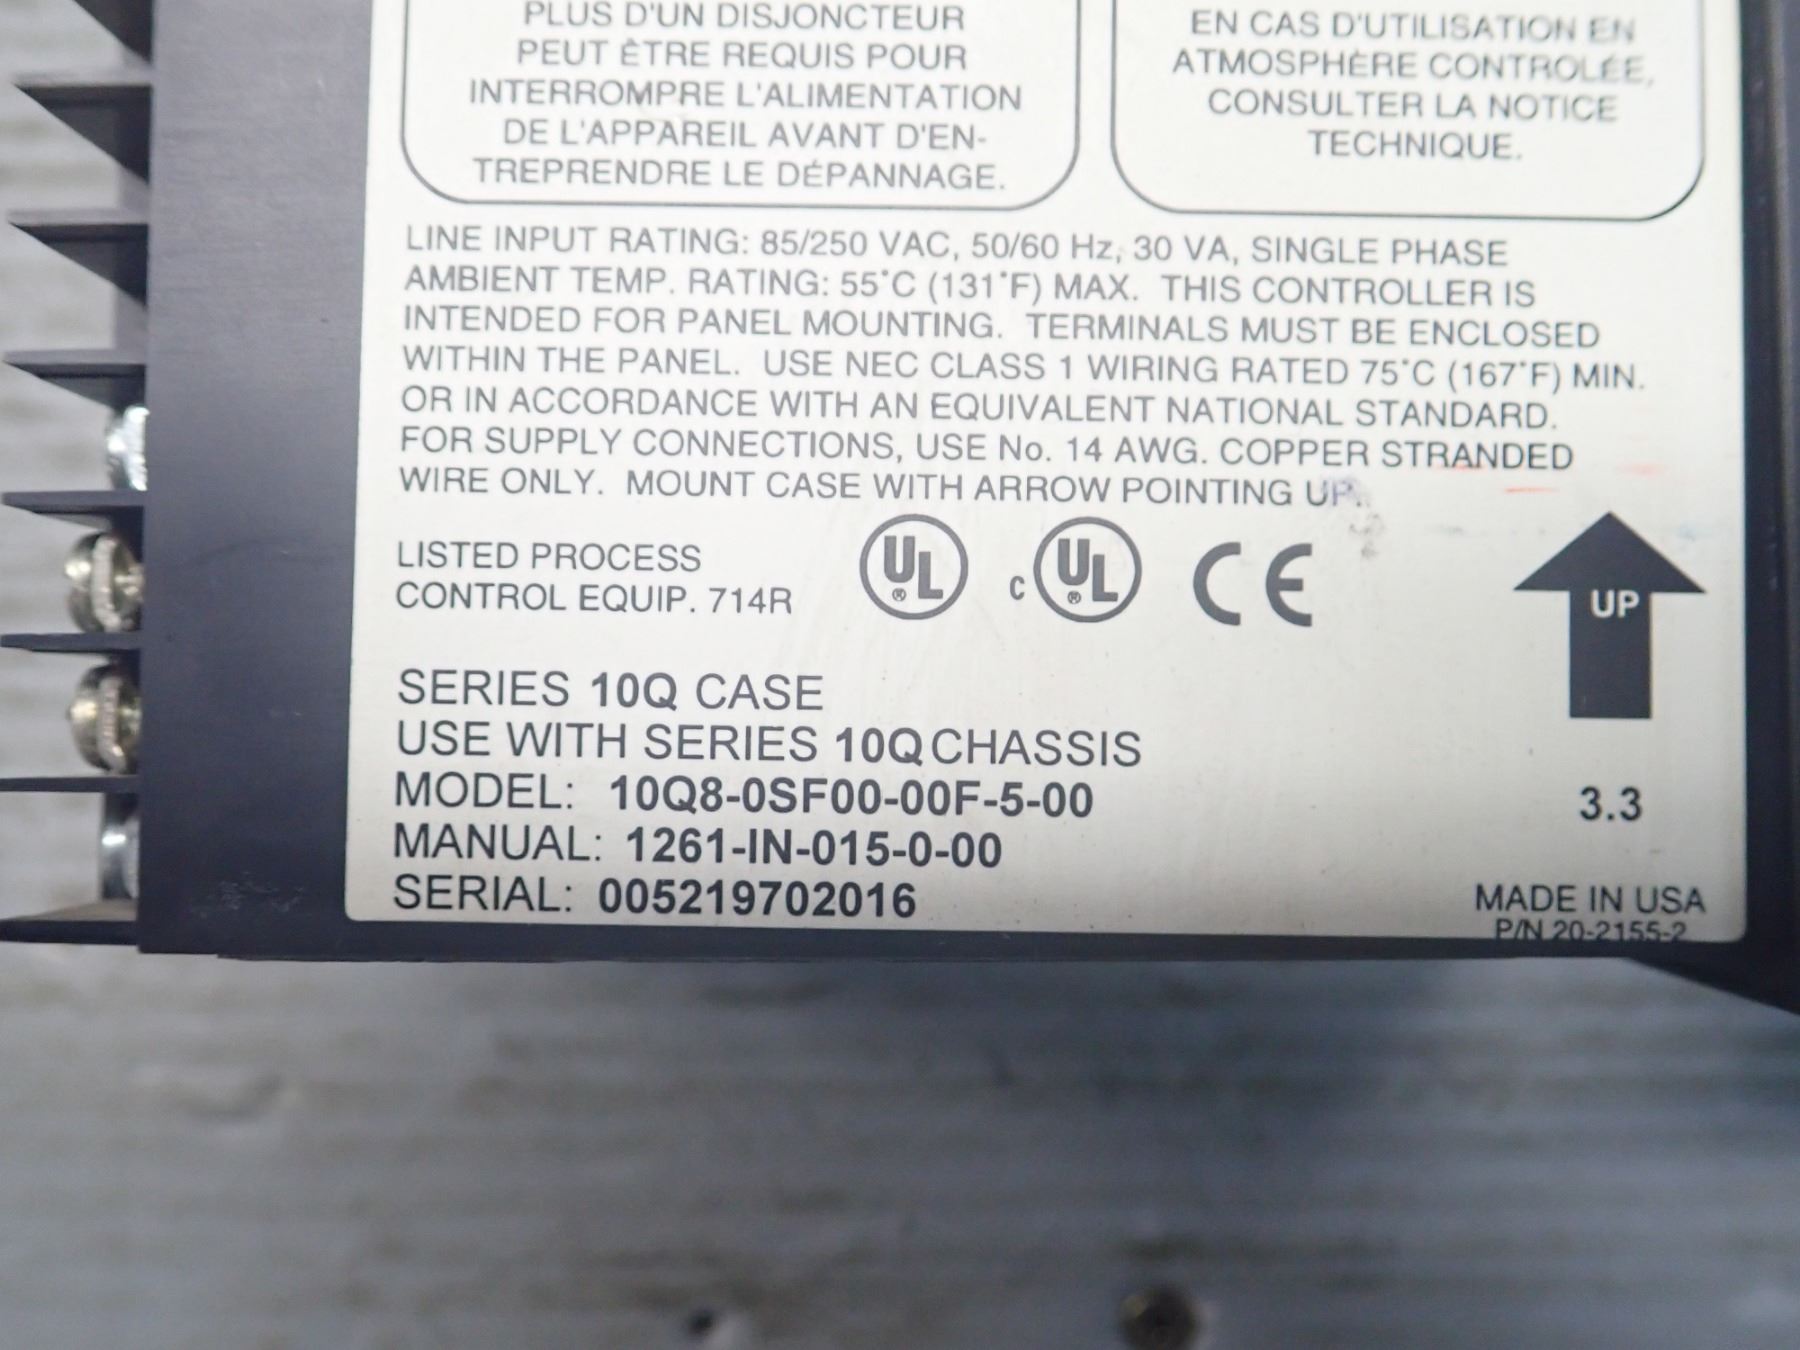 PLUS D'UN DISJONCTEUR
PEUT ÊTRE REQUIS POUR
INTERROMPRE L'ALIMENTATION
DE L'APPAREIL AVANT D'EN-
TREPRENDRE LE DÉPANNAGE.
EN CAS D'UTILISATION EN
ATMOSPHÈRE CONTROLÉE,
CONSULTER LA NOTICE
TECHNIQUE.
LINE INPUT RATING: 85/250 VAC, 50/60 Hz, 30 VA, SINGLE PHASE
AMBIENT TEMP. RATING: 55°C (131°F) MAX. THIS CONTROLLER IS
INTENDED FOR PANEL MOUNTING. TERMINALS MUST BE ENCLOSED
WITHIN THE PANEL. USE NEC CLASS 1 WIRING RATED 75°C (167°F) MIN.
OR IN ACCORDANCE WITH AN EQUIVALENT NATIONAL STANDARD.
FOR SUPPLY CONNECTIONS, USE No. 14 AWG. COPPER STRANDED
WIRE ONLY. MOUNT CASE WITH ARROW POINTING UP.
LISTED PROCESS
CONTROL EQUIP. 714R
UL ®
C UL ®
CE
UP
SERIES 10Q CASE
USE WITH SERIES 10Q CHASSIS
MODEL: 10Q8-0SF00-00F-5-00
MANUAL: 1261-IN-015-0-00
SERIAL: 005219702016
3.3
MADE IN USA
P/N 20-2155-2